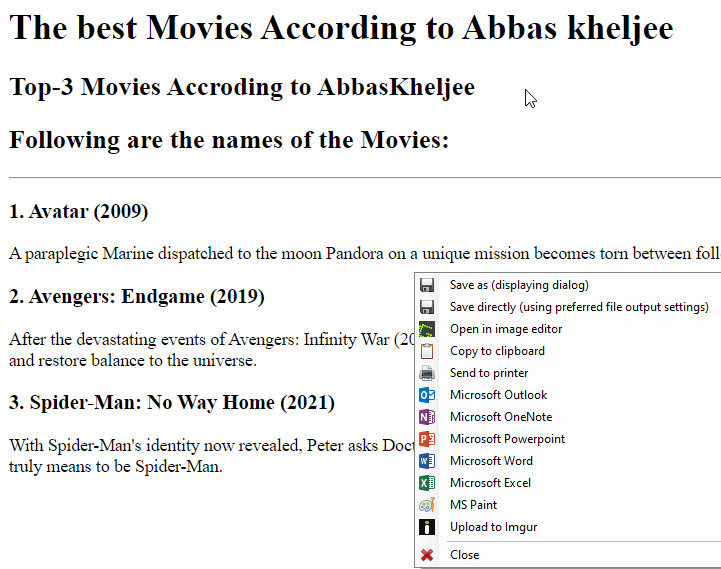 The best Movies According to Abbas kheljee
Top-3 Movies Accroding to AbbasKheljee
Following are the names of the Movies:
1. Avatar (2009)
A paraplegic Marine dispatched to the moon Pandora on a unique mission becomes torn between foll
2. Avengers: Endgame (2019)
After the devastating events of Avengers: Infinity War (20
and restore balance to the universe.
3. Spider-Man: No Way Home (2021)
With Spider-Man's identity now revealed, Peter asks Doct
truly means to be Spider-Man.
Save as (displaying dialog)
Save directly (using preferred file output settings)
Open in image editor
Copy to clipboard
Send to printer
Microsoft Outlook
Microsoft OneNote
Microsoft Powerpoint
Microsoft Word
Microsoft Excel
MS Paint
Upload to Imgur
Close